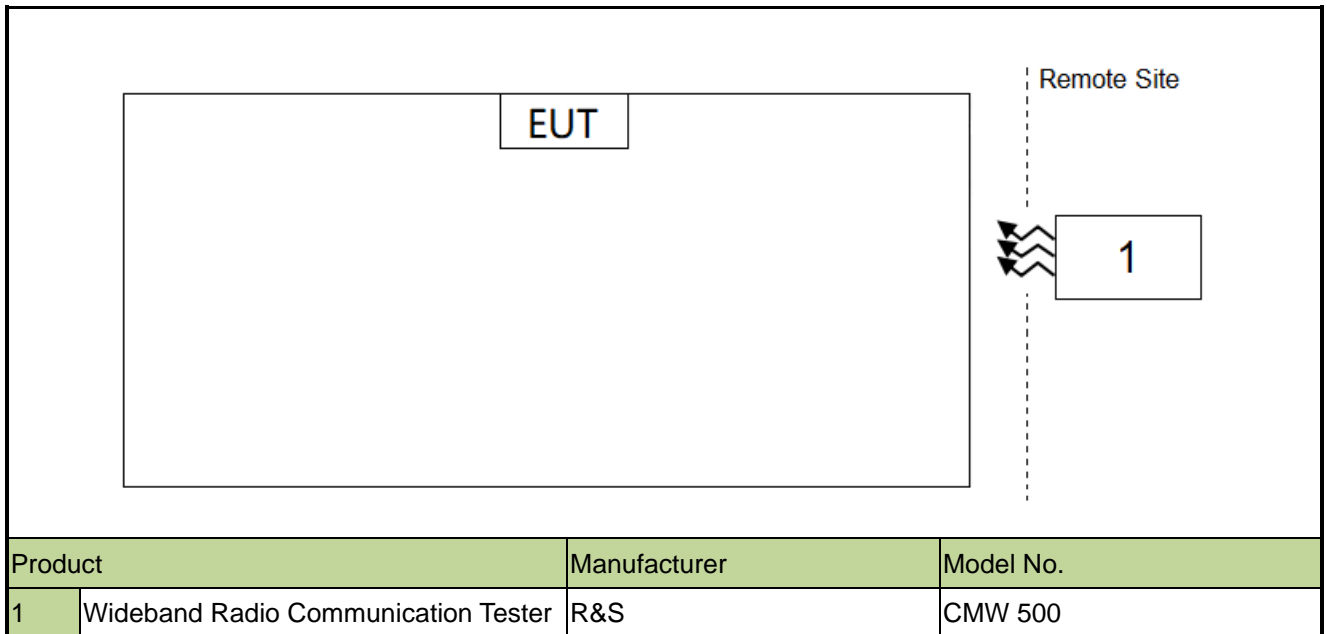 Remote Site
EUT
1
Product Manufacturer Model No.
1 Wideband Radio Communication Tester R&S CMW 500